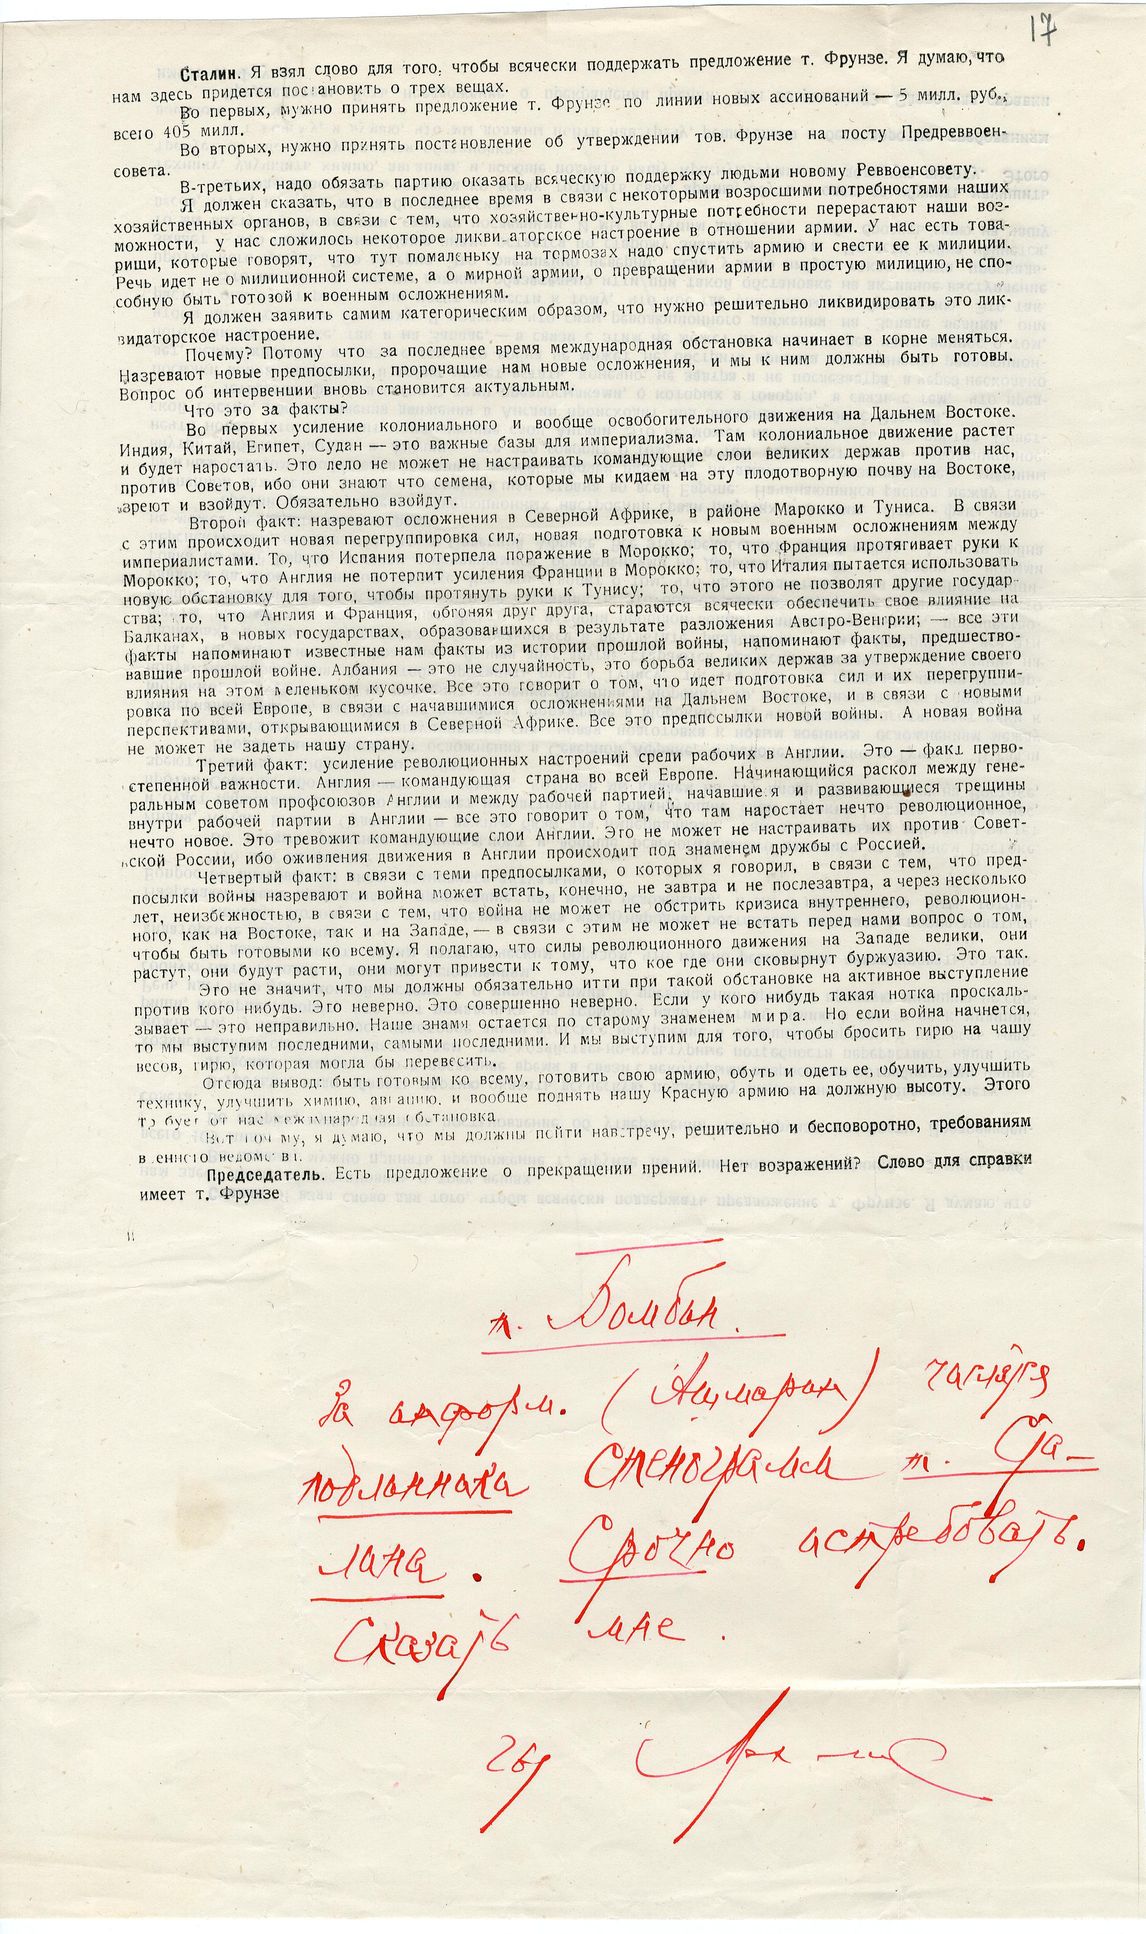 17
Сталин. Я взял слово для того, чтобы всячески поддержать предложение т. Фрунзе. Я думаю, что
нам здесь придется постановить о трех вещах.
Во первых, нужно принять предложение т. Фрунзе по линии новых ассинований — 5 милл. руб.,
всего 405 милл.
Во вторых, нужно принять постановление об утверждении тов. Фрунзе на посту Предреввоен-
совета.
В-третьих, надо обязать партию оказать всяческую поддержку людьми новому Реввоенсовету.
Я должен сказать, что в последнее время в связи с некоторыми возросшими потребностями наших
хозяйственных органов, в связи с тем, что хозяйственно-культурные потребности перерастают наши воз-
можности, у нас сложилось некоторое ликвидаторское настроение в отношении армии. У нас есть това-
рищи, которые говорят, что тут помаленьку на тормозах надо спустить армию и свести ее к милиции.
Речь идет не о милиционной системе, а о мирной армии, о превращении армии в простую милицию, не спо-
собную быть готозой к военным осложнениям.
Я должен заявить самим категорическим образом, что нужно решительно ликвидировать это лик-
видаторское настроение.
Почему? Потому что за последнее время международная обстановка начинает в корне меняться.
Назревают новые предпосылки, пророчащие нам новые осложнения, и мы к ним должны быть готовы.
Вопрос об интервенции вновь становится актуальным.
Что это за факты?
Во первых усиление колониального и вообще освобогительного движения на Дальнем Востоке.
Индия, Китай, Египет, Судан — это важные базы для империализма. Там колониальное движение растет
и будет наростать. Это лело не может не настраивать командующие слои великих держав против нас,
против Советов, ибо они знают что семена, которые мы кидаем на эту плодотворную почву на Востоке,
зреют и взойдут. Обязательно взойдут.
Второй факт: назревают осложнения в Северной Африке, в районе Марокко и Туниса. В связи
с этим происходит новая перегруппировка сил, новая подготовка к новым военным осложнениям между
империалистами. То, что Испания потерпела поражение в Морокко; то, что Франция протягивает руки к
Морокко; то, что Англия не потерпит усиления Франции в Морокко; то, что Италия пытается использовать
новую обстановку для того, чтобы протянуть руки к Тунису; то, что этого не позволят другие государ-
ства; то, что Англия и Франция, обгоняя друг друга, стараются всячески обеспечить свое влияние на
Балканах, в новых государствах, образовавшихся в результате разложения Австро-Венгрии; — все эти
факты напоминают известные нам факты из истории прошлой войны, напоминают факты, предшество-
вавшие прошлой войне. Албания — это не случайность, это борьба великих держав за утверждение своего
влияния на этом меленьком кусочке. Все это говорит о том, что идет подготовка сил и их перегруппи-
ровка по всей Европе, в связи с начавшимися осложнениями на Дальнем Востоке, и в связи с новыми
перспективами, открывающимися в Северной Африке. Все это предпссылки новой войны. А новая война
не может не задеть нашу страну.
Третий факт: усиление революционных настроений среди рабочих в Англии. Это — факт перво-
степенной важности. Англия — командующая страна во всей Европе. Начинающийся раскол между гене-
ральным советом профсоюзов Англии и между рабочей партией, начавшиеся и развивающиеся трещины
внутри рабочей партии в Англии — все это говорит о том, что там наростает нечто революционное,
нечто новое. Это тревожит командующие слои Англии. Это не может не настраивать их против Совет-
ской России, ибо оживления движения в Англии происходит под знаменем дружбы с Россией.
Четвертый факт: в связи с теми предпосылками, о которых я говорил, в связи с тем, что пред-
посылки войны назревают и война может встать, конечно, не завтра и не послезавтра, а через несколько
лет, неизбежностью, в связи с тем, что война не может не обстрить кризиса внутреннего, революцион-
ного, как на Востоке, так и на Западе, — в связи с этим не может не встать перед нами вопрос о том,
чтобы быть готовыми ко всему. Я полагаю, что силы революционного движения на Западе велики, они
растут, они будут расти, они могут привести к тому, что кое где они сковырнут буржуазию. Это так.
Это не значит, что мы должны обязательно итти при такой обстановке на активное выступление
против кого нибудь. Это неверно. Это совершенно неверно. Если у кого нибудь такая нотка проскаль-
зывает — это неправильно. Наше знамя остается по старому знаменем мира. Но если война начнется,
то мы выступим последними, самыми последними. И мы выступим для того, чтобы бросить гирю на чашу
весов, гирю, которая могла бы перевесить.
Отсюда вывод: быть готовым ко всему, готовить свою армию, обуть и одеть ее, обучить, улучшить
технику, улучшить химию, авиацию, и вообще поднять нашу Красную армию на должную высоту. Этого
требует от нас международная обстановка.
Вот почему, я думаю, что мы должны пойти навстречу, решительно и бесповоротно, требованиям
военного ведомства.
Председатель. Есть предложение о прекращении прений. Нет возражений? Слово для справки
имеет т. Фрунзе
т.
За информ. (Ашмарин)
подлинника стенограмм т. Ста-
лина. Срочно истребовать.
Сказать мне.